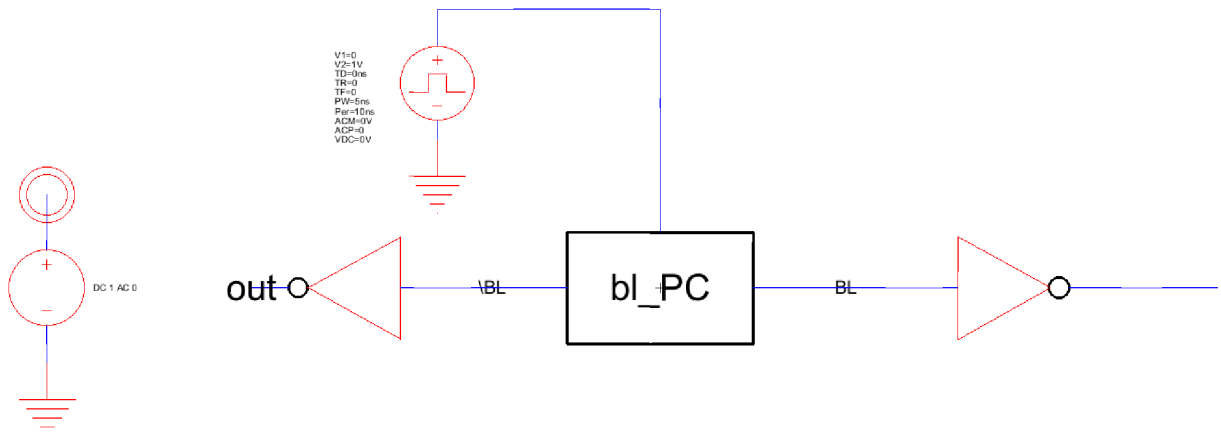 V1=0
V2=1V
TD=0ns
TR=0
TF=0
PW=5ns
Per=10ns
ACM=0V
ACP=0
VDC=0V
DC 1 AC 0
out
\BL
bl_PC
BL